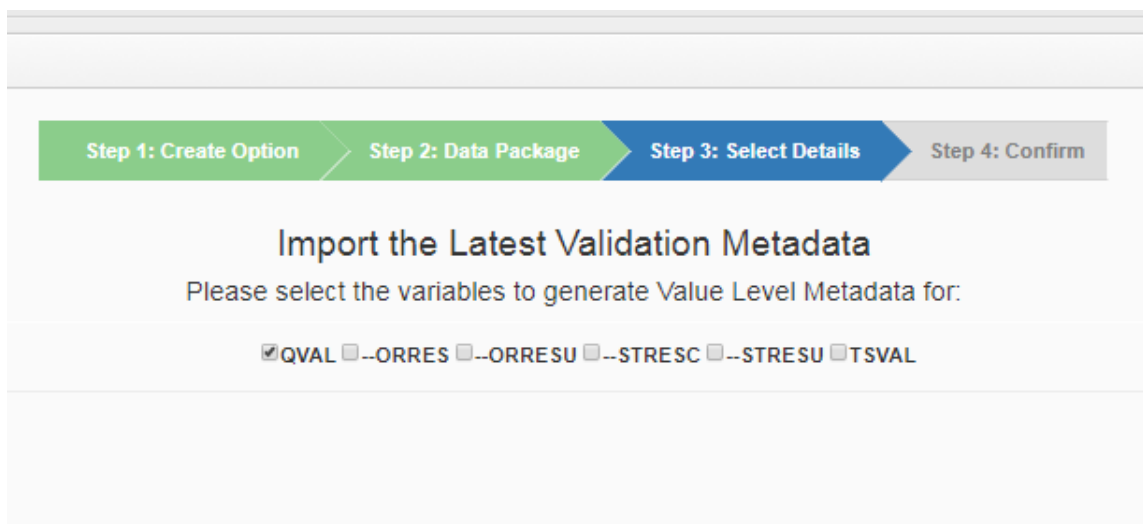 Step 1: Create Option Step 2: Data Package Step 3: Select Details Step 4: Confirm
Import the Latest Validation Metadata
Please select the variables to generate Value Level Metadata for:
QVAL --ORRES --ORRESU --STRESC --STRESU TSVAL